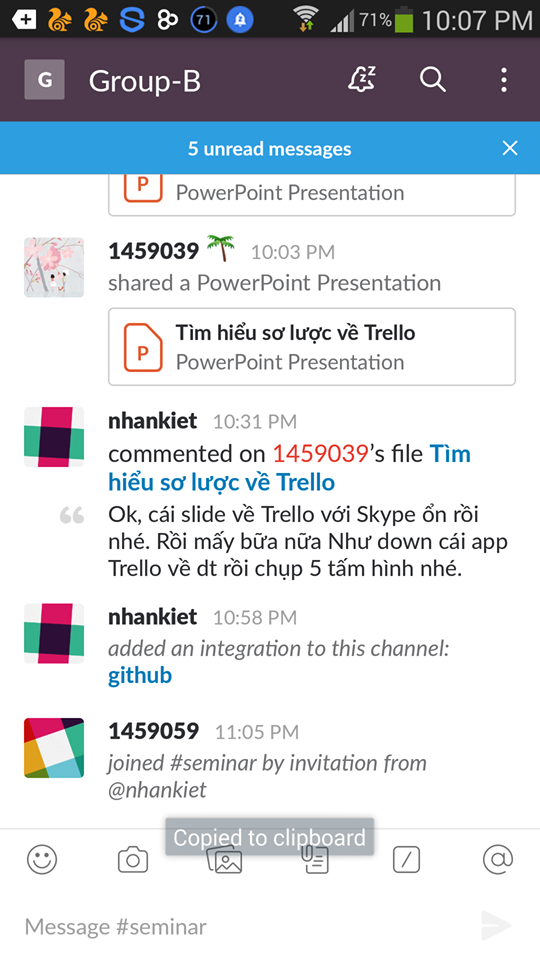 71
71%
10:07 PM
G
Group-B
5 unread messages
P
PowerPoint Presentation
1459039 🌴 10:03 PM
shared a PowerPoint Presentation
P
Tìm hiểu sơ lược về Trello
PowerPoint Presentation
nhankiet 10:31 PM
commented on 1459039's file Tìm
hiểu sơ lược về Trello
Ok, cái slide về Trello với Skype ổn rồi
nhé. Rồi mấy bữa nữa Như down cái app
Trello về dt rồi chụp 5 tấm hình nhé.
nhankiet 10:58 PM
added an integration to this channel:
github
1459059 11:05 PM
joined #seminar by invitation from
@nhankiet
Copied to clipboard
Message #seminar